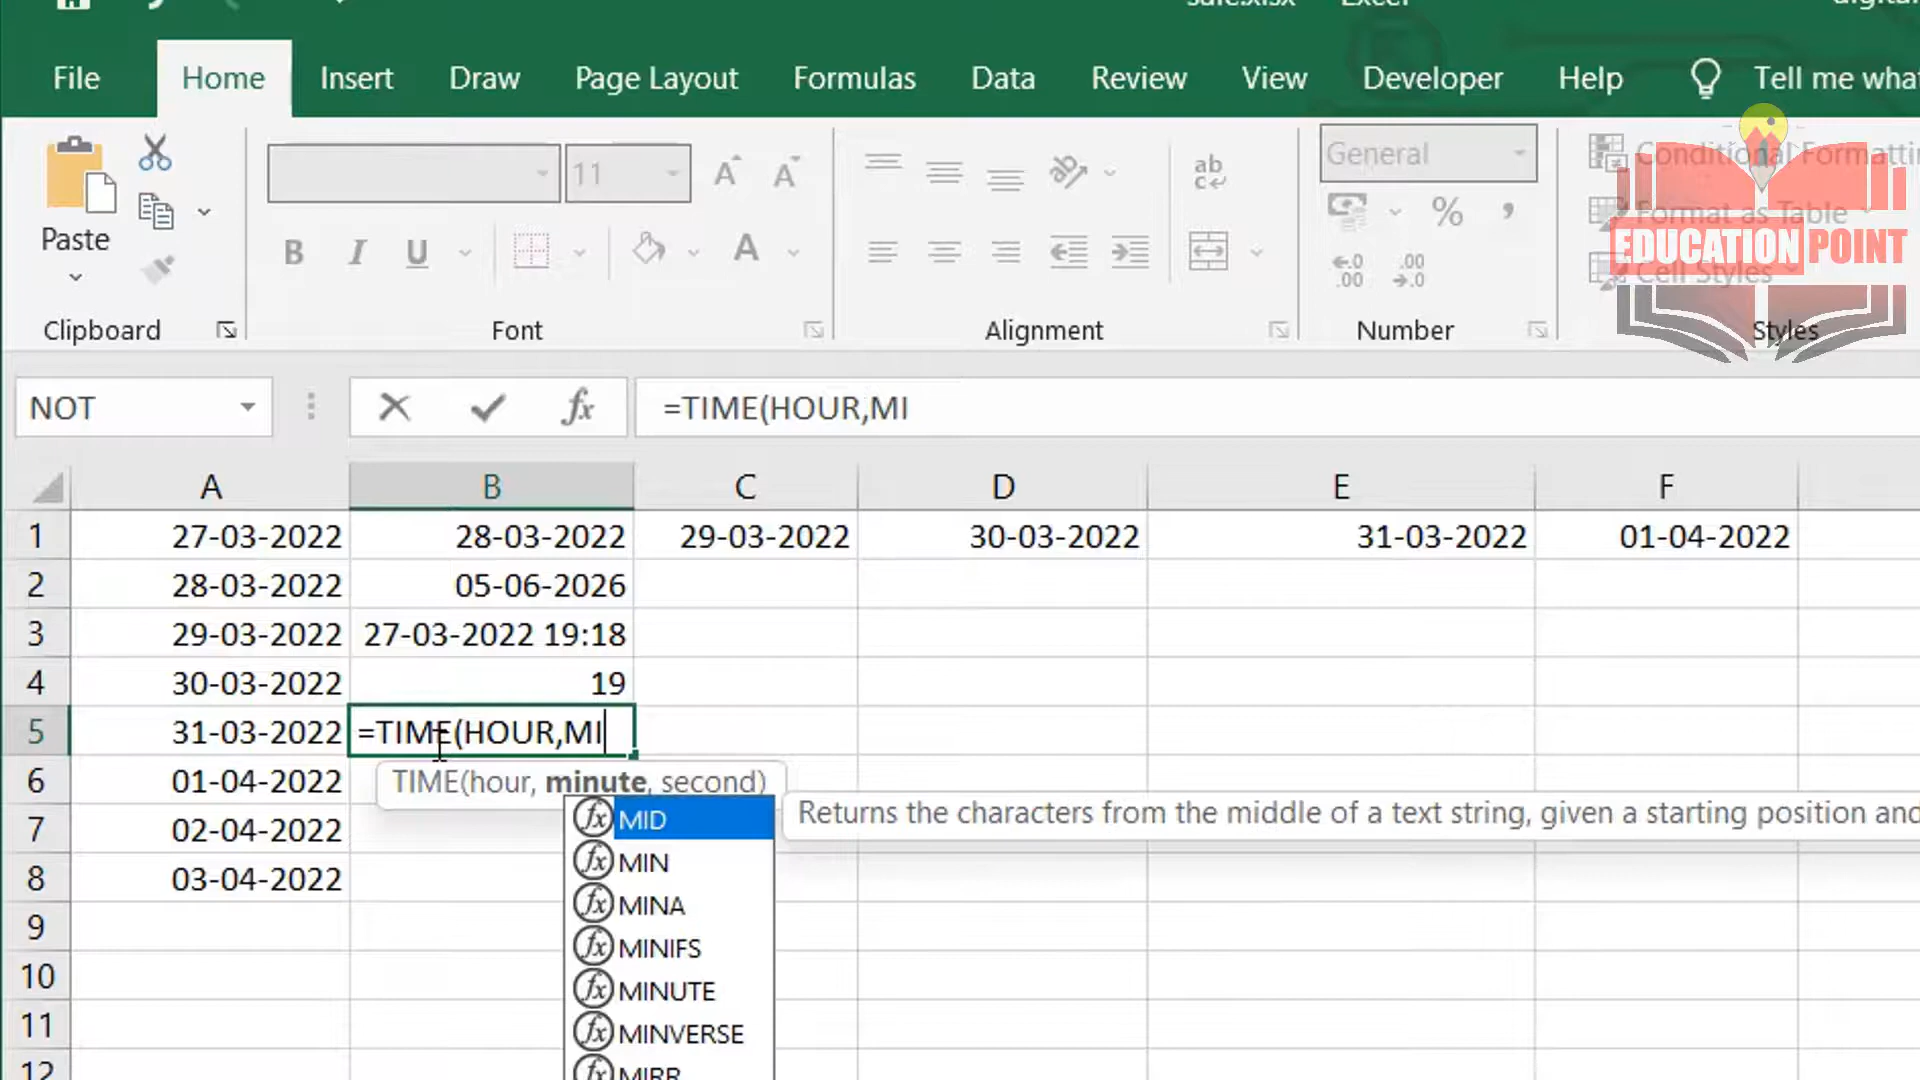 File Home Insert Draw Page Layout Formulas Data Review View Developer Help Tell me what
Paste
11
General
Conditional Formatti
Format as Table
Cell Styles
EDUCATION POINT
B I U A
ab
%
.00
Clipboard Font Alignment Number Styles
NOT fx =TIME(HOUR,MI
A B C D E F
1 27-03-2022 28-03-2022 29-03-2022 30-03-2022 31-03-2022 01-04-2022
2 28-03-2022 05-06-2026
3 29-03-2022 27-03-2022 19:18
4 30-03-2022 19
5 31-03-2022 =TIME(HOUR,MI
6 01-04-2022 TIME(hour, minute, second)
MID Returns the characters from the middle of a text string, given a starting position and
7 02-04-2022
MIN
8 03-04-2022
MINA
9
MINIFS
10
MINUTE
11
MINVERSE
12
MIRR